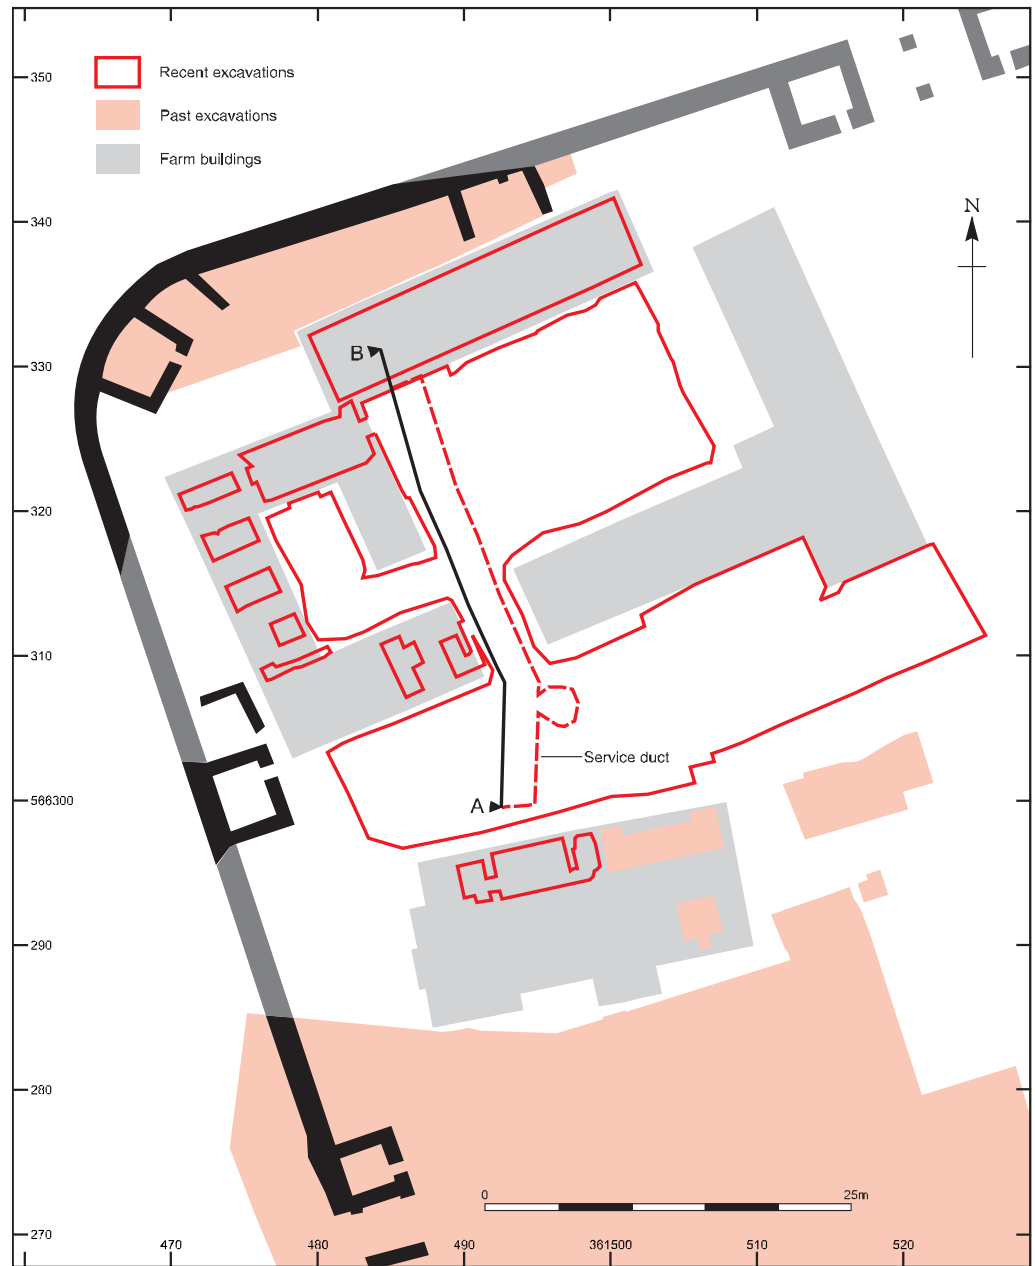 Recent excavations
Past excavations
Farm buildings
350
340
330
320
310
566300
290
280
270
N
B
A
Service duct
0 25m
470 480 490 361500 510 520